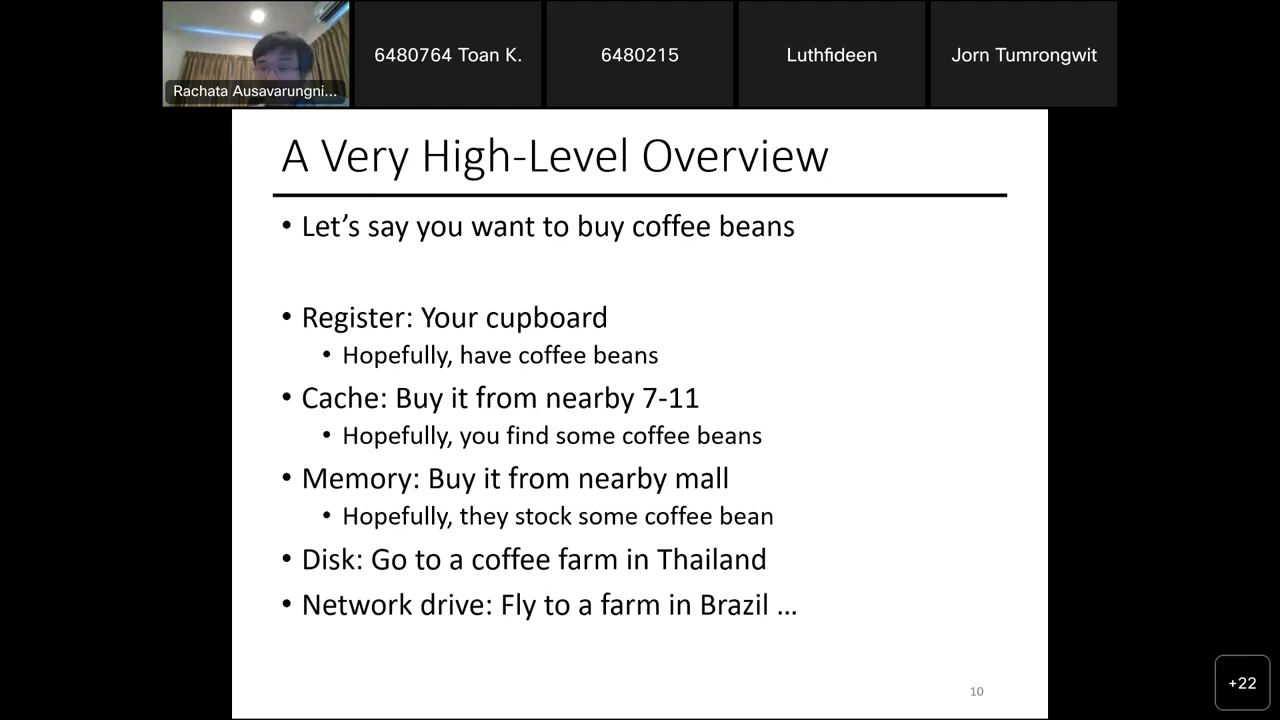 Rachata Ausavarungni...
6480764 Toan K.
6480215
Luthfideen
Jorn Tumrongwit
A Very High-Level Overview
• Let’s say you want to buy coffee beans
• Register: Your cupboard
• Hopefully, have coffee beans
• Cache: Buy it from nearby 7-11
• Hopefully, you find some coffee beans
• Memory: Buy it from nearby mall
• Hopefully, they stock some coffee bean
• Disk: Go to a coffee farm in Thailand
• Network drive: Fly to a farm in Brazil …
10
+22